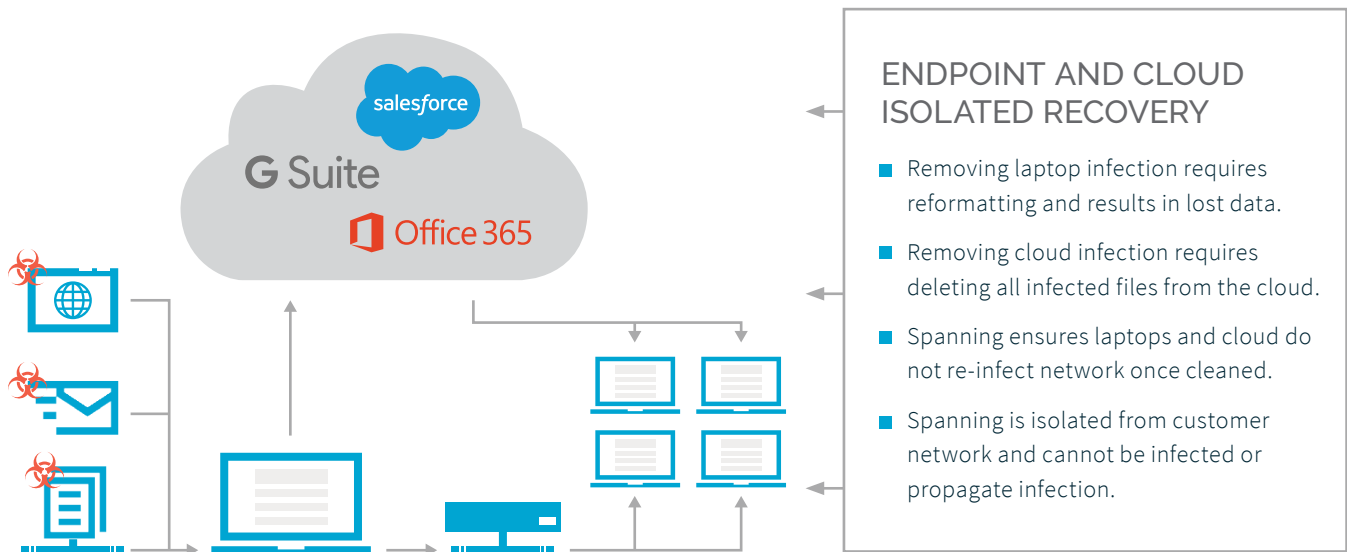 salesforce
G Suite
Office 365
ENDPOINT AND CLOUD
ISOLATED RECOVERY
Removing laptop infection requires
reformatting and results in lost data.
Removing cloud infection requires
deleting all infected files from the cloud.
Spanning ensures laptops and cloud do
not re-infect network once cleaned.
Spanning is isolated from customer
network and cannot be infected or
propagate infection.